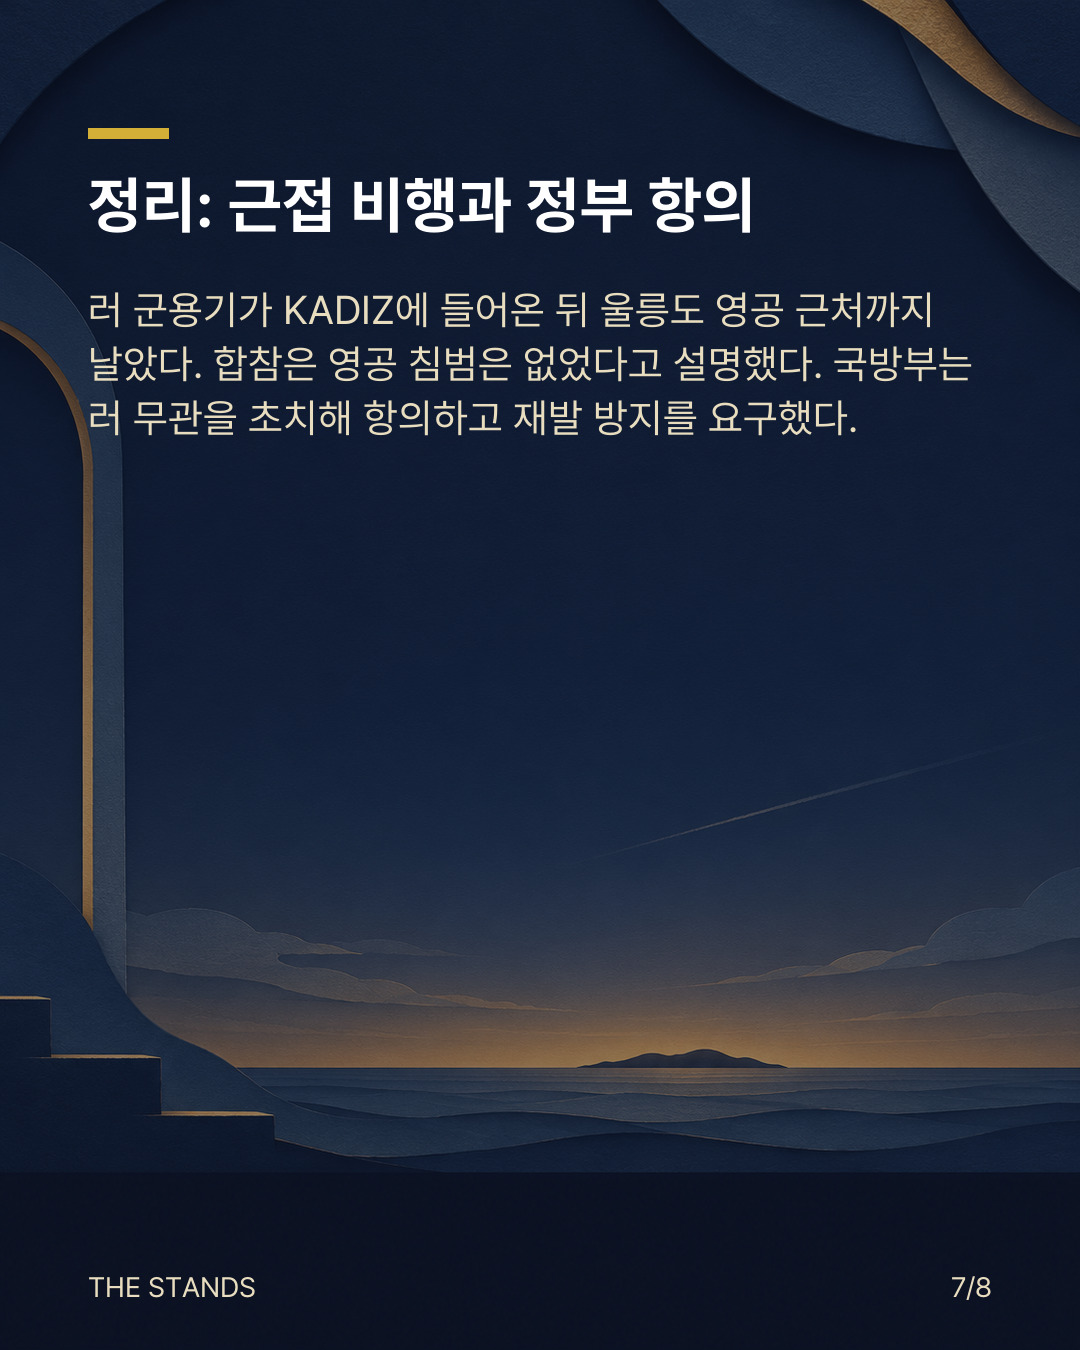 정리: 근접 비행과 정부 항의
러 군용기가 KADIZ에 들어온 뒤 울릉도 영공 근처까지
날았다. 합참은 영공 침범은 없었다고 설명했다. 국방부는
러 무관을 초치해 항의하고 재발 방지를 요구했다.
THE STANDS
7/8